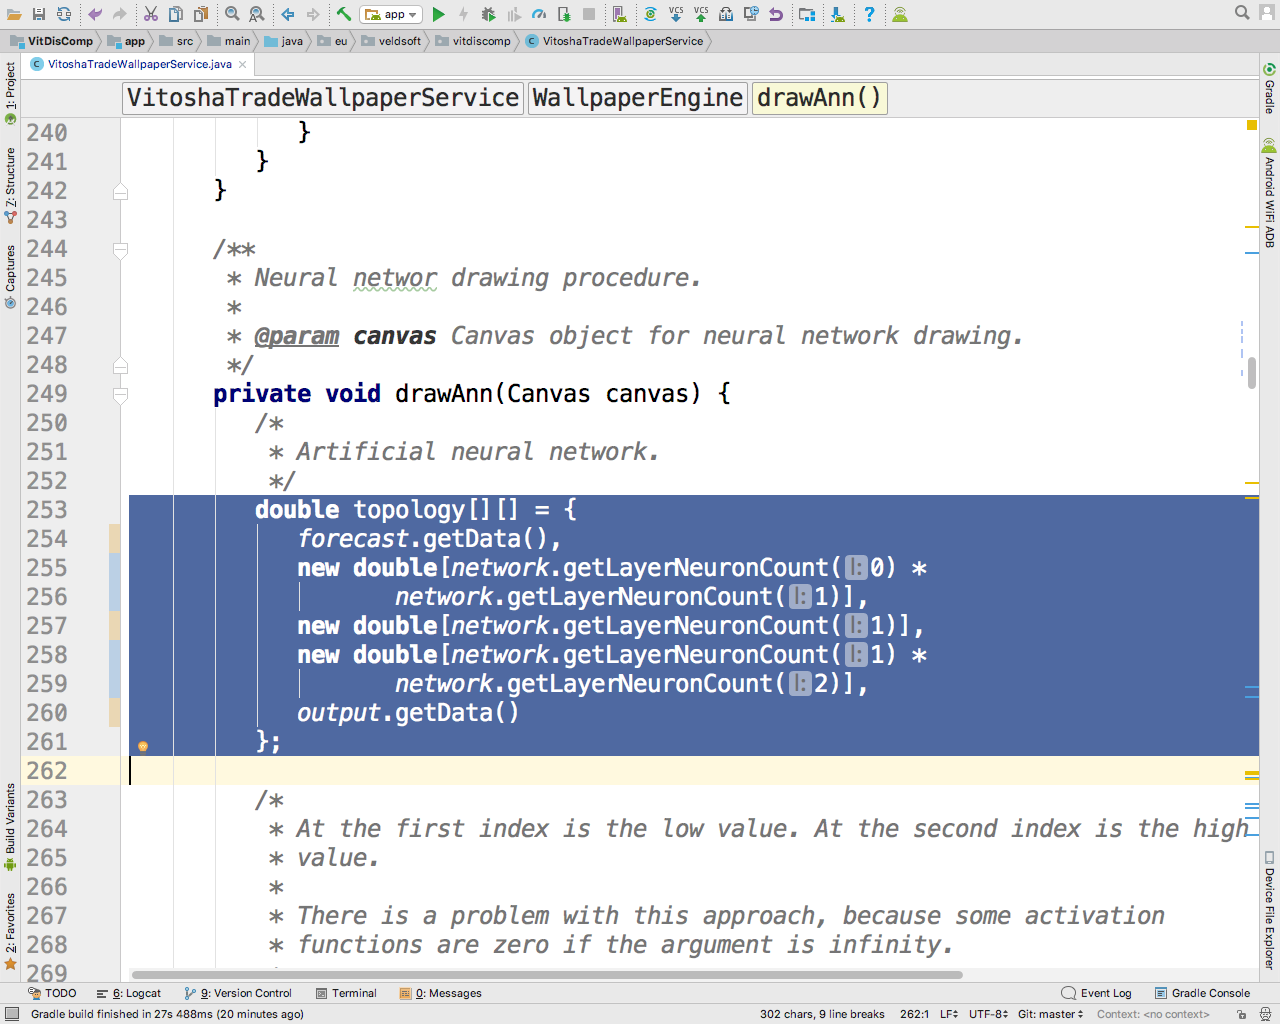 app
VitDisComp app src main java eu veldsoft vitdiscomp VitoshaTradeWallpaperService
VitoshaTradeWallpaperService.java
VitoshaTradeWallpaperService WallpaperEngine drawAnn()
240 }
241 }
242 }
243
244 /**
245 * Neural networ drawing procedure.
246 *
247 * @param canvas Canvas object for neural network drawing.
248 */
249 private void drawAnn(Canvas canvas) {
250 /*
251 * Artificial neural network.
252 */
253 double topology[][] = {
254 forecast.getData(),
255 new double[network.getLayerNeuronCount( l: 0) *
256 network.getLayerNeuronCount( l: 1)],
257 new double[network.getLayerNeuronCount( l: 1)],
258 new double[network.getLayerNeuronCount( l: 1) *
259 network.getLayerNeuronCount( l: 2)],
260 output.getData()
261 };
262
263 /*
264 * At the first index is the low value. At the second index is the high
265 * value.
266 *
267 * There is a problem with this approach, because some activation
268 * functions are zero if the argument is infinity.
269
1: Project
7: Structure
Captures
Build Variants
2: Favorites
VCS VCS
Gradle
Android WiFi ADB
Device File Explorer
TODO 6: Logcat 9: Version Control Terminal 0: Messages Event Log Gradle Console
Gradle build finished in 27s 488ms (20 minutes ago) 302 chars, 9 line breaks 262:1 LF UTF-8 Git: master Context: <no context>